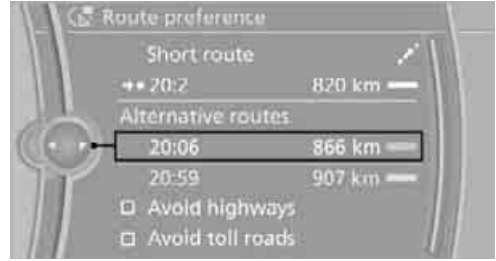 Route preference
Short route
20:2 820 km
Alternative routes
20:06 866 km
20:59 907 km
Avoid highways
Avoid toll roads